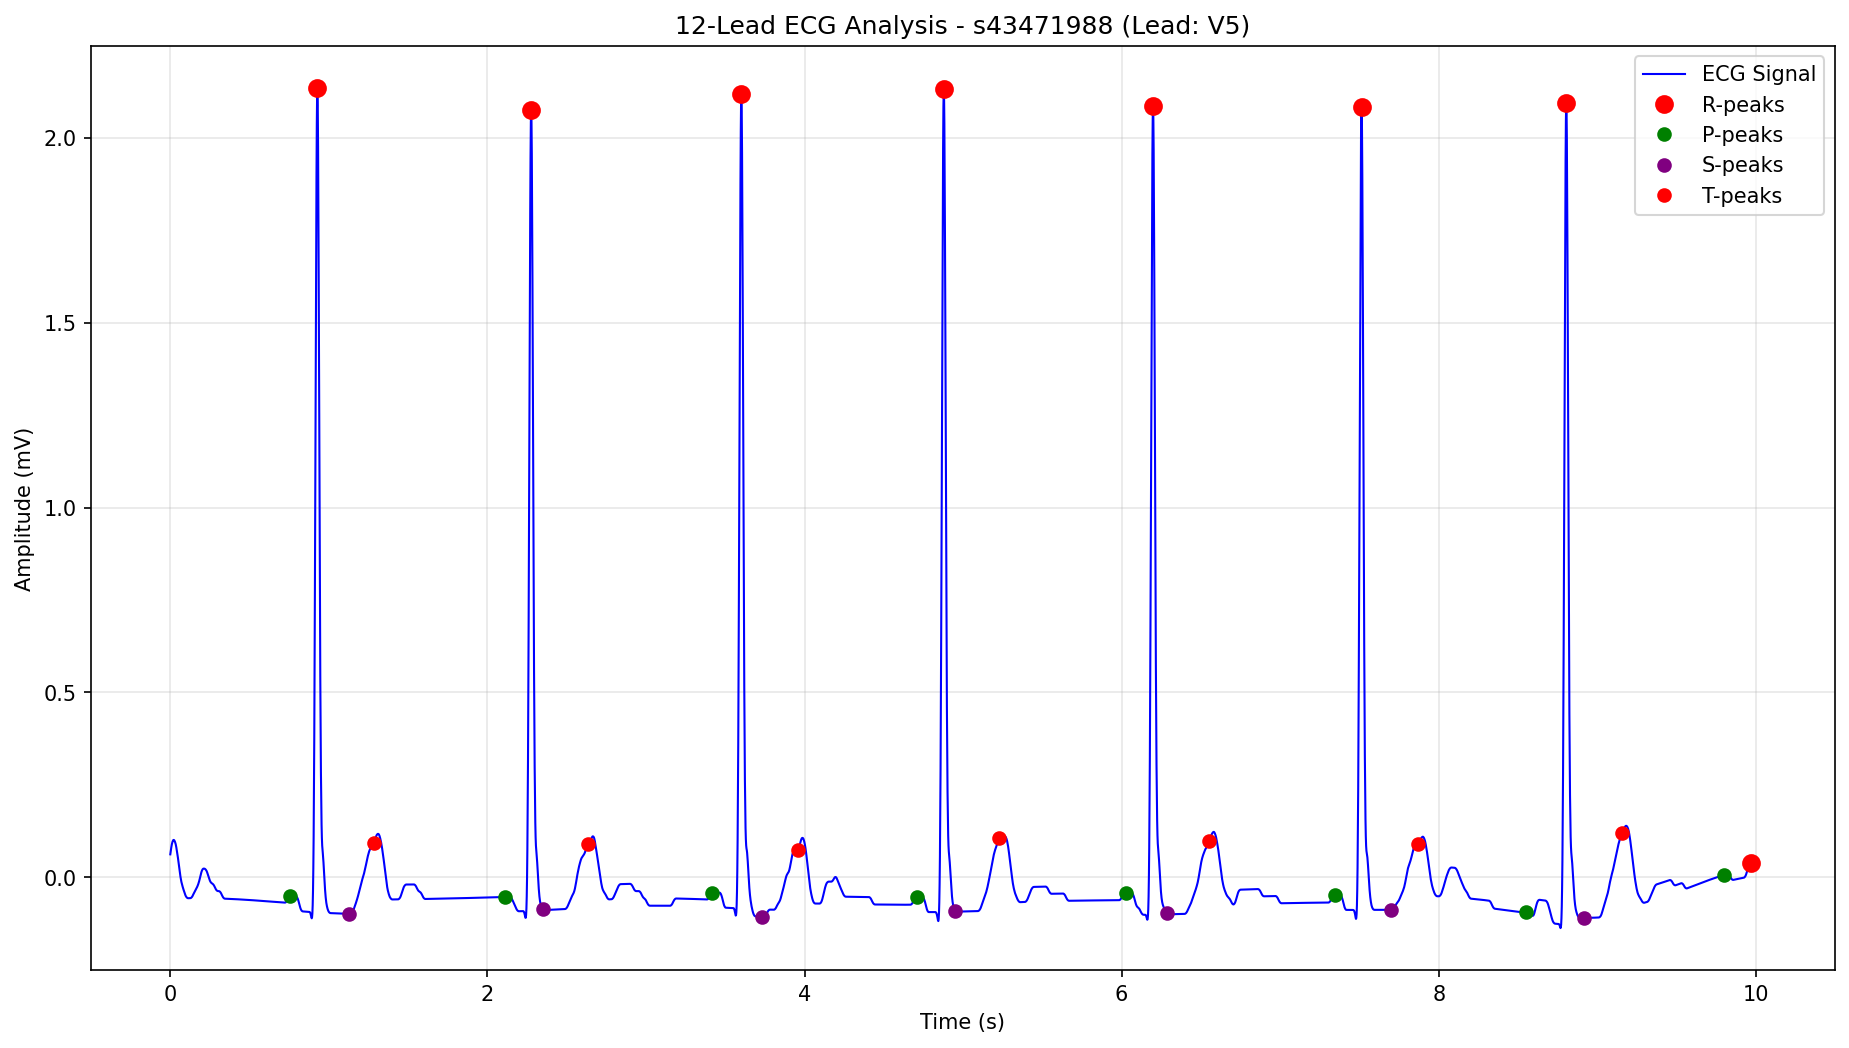 12-Lead ECG Analysis - s43471988 (Lead: V5)
ECG Signal
R-peaks
P-peaks
S-peaks
T-peaks
Amplitude (mV)
2.0
1.5
1.0
0.5
0.0
0
2
4
6
8
10
Time (s)